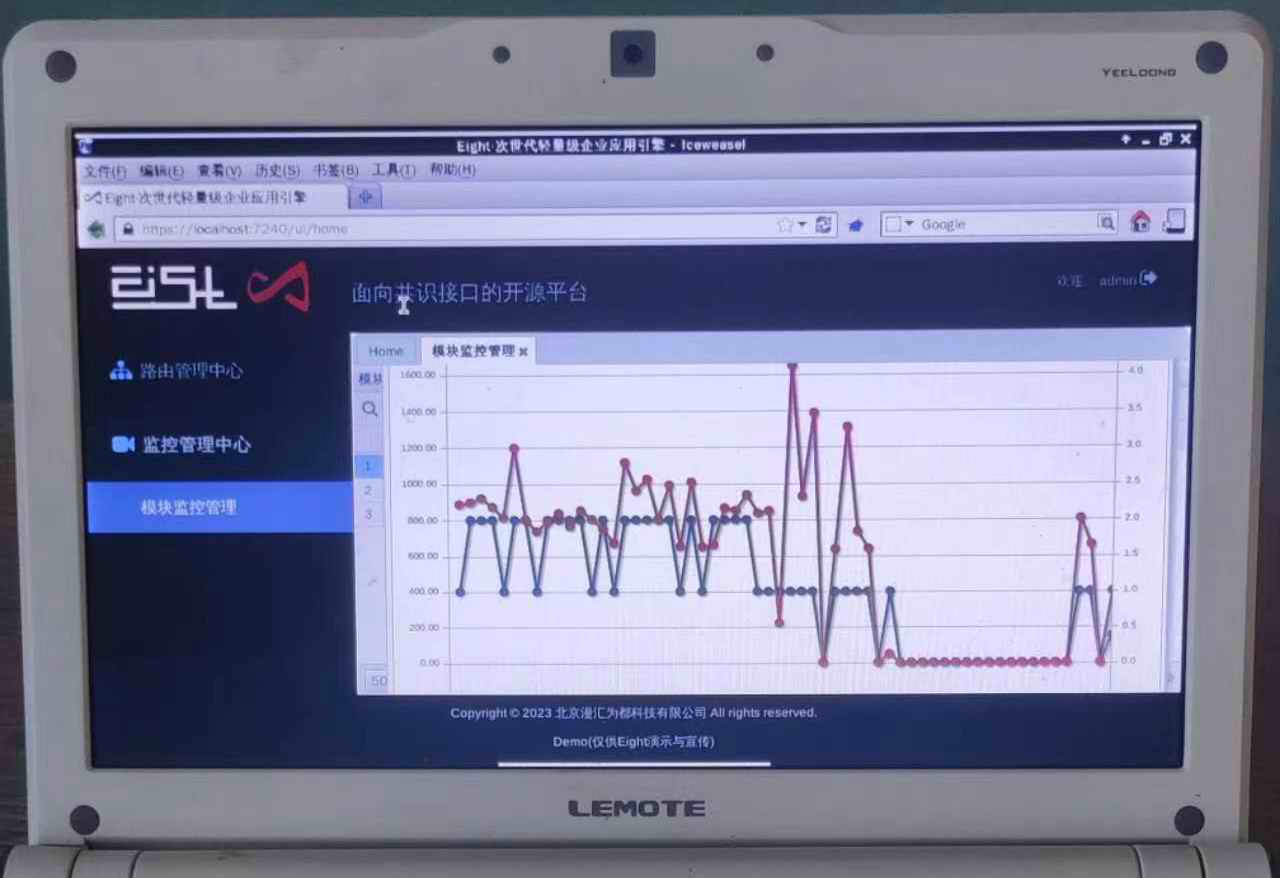 YEELOONG
Eight-次世代轻量级企业应用引擎 - Iceweasel
文件(F) 编辑(E) 查看(V) 历史(S) 书签(B) 工具(T) 帮助(H)
Eight-次世代轻量级企业应用引擎
https://localhost:7240/ui/home
Google
面向共识接口的开源平台
欢迎 admin
路由管理中心
监控管理中心
模块监控管理
Home 模块监控管理
模块
1
2
3
50
1600.00
1400.00
1200.00
1000.00
800.00
600.00
400.00
200.00
0.00
4.0
3.5
3.0
2.5
2.0
1.5
1.0
0.5
0.0
Copyright © 2023 北京漫汇为都科技有限公司 All rights reserved.
Demo(仅供Eight演示与宣传)
LEMOTE